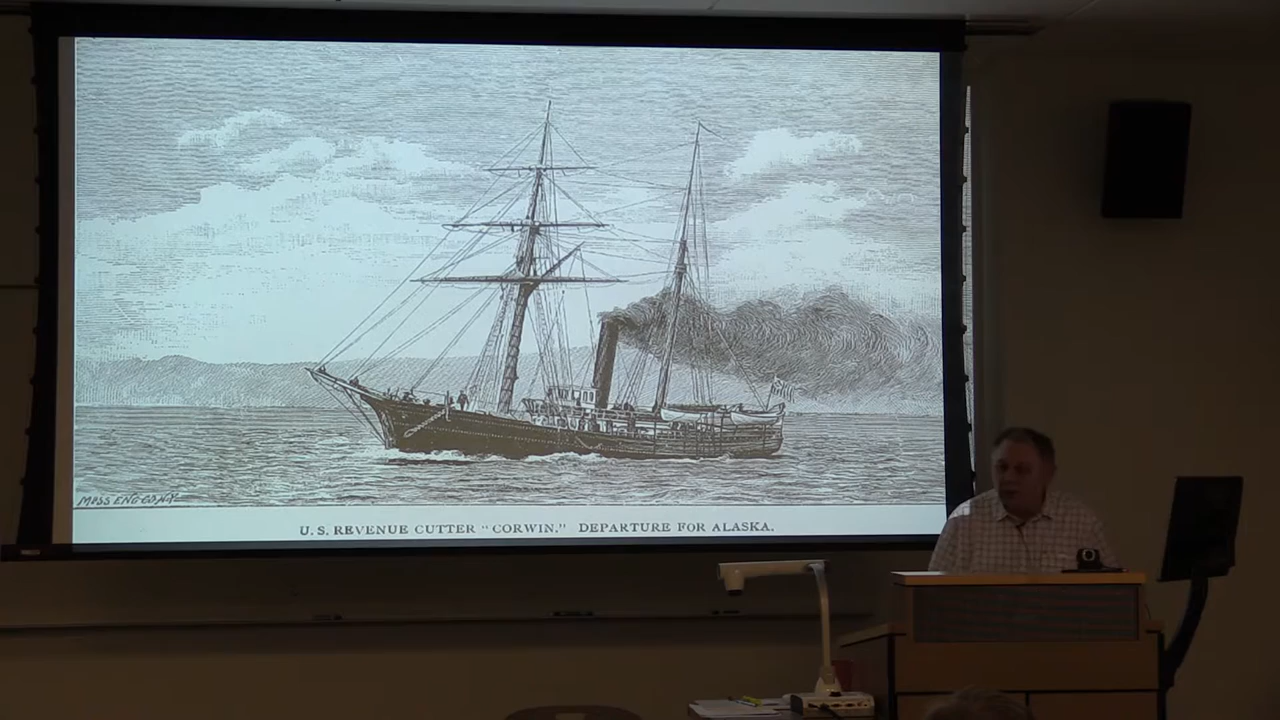 MOSS ENG CO N.Y.
U. S. REVENUE CUTTER "CORWIN." DEPARTURE FOR ALASKA.